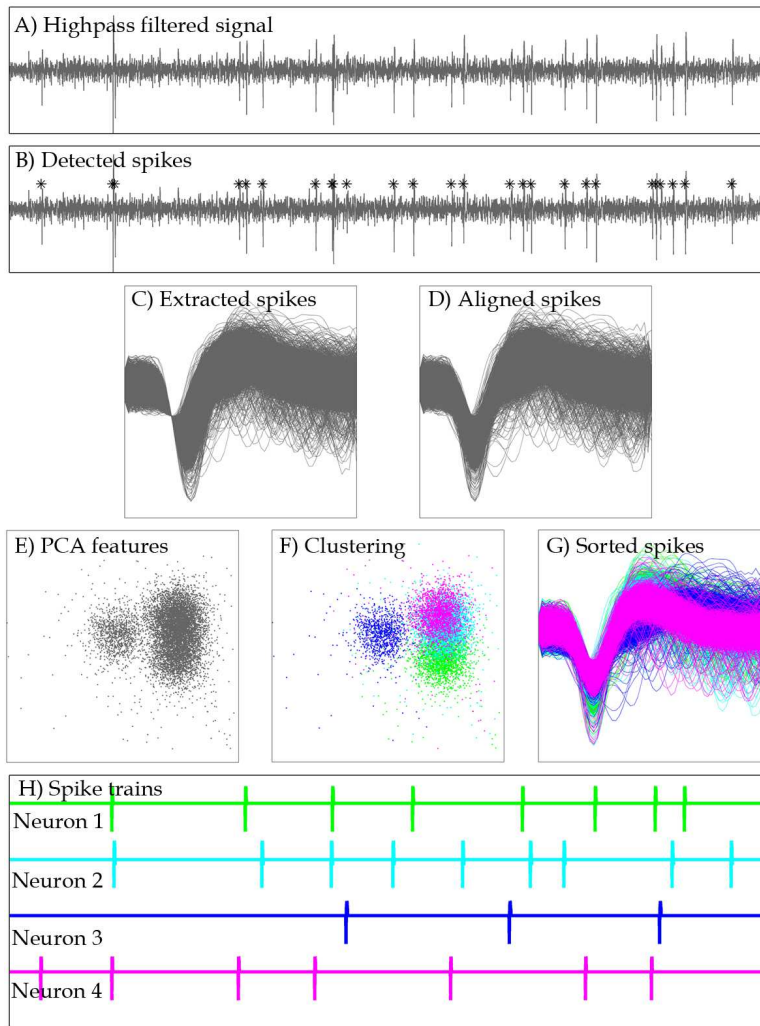 A) Highpass filtered signal
B) Detected spikes
C) Extracted spikes
D) Aligned spikes
E) PCA features
F) Clustering
G) Sorted spikes
H) Spike trains
Neuron 1
Neuron 2
Neuron 3
Neuron 4